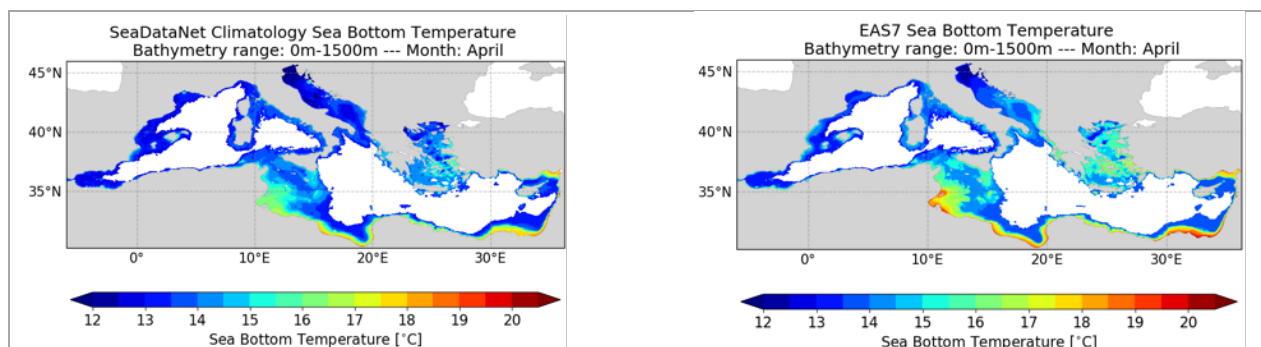 SeaDataNet Climatology Sea Bottom Temperature
Bathymetry range: 0m-1500m --- Month: April
45°N
40°N
35°N
0°E
10°E
20°E
30°E
12 13 14 15 16 17 18 19 20
Sea Bottom Temperature [°C]
EAS7 Sea Bottom Temperature
Bathymetry range: 0m-1500m --- Month: April
45°N
40°N
35°N
0°E
10°E
20°E
30°E
12 13 14 15 16 17 18 19 20
Sea Bottom Temperature [°C]